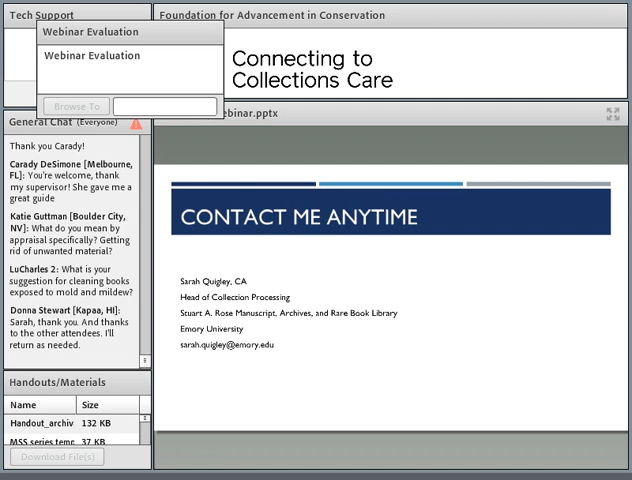 Tech Support
Foundation for Advancement in Conservation
Webinar Evaluation
Webinar Evaluation
Browse To
Connecting to
Collections Care
General Chat (Everyone)
ebinar.pptx
Thank you Carady!
Carady DeSimone [Melbourne,
FL]: You're welcome, thank
my supervisor! She gave me a
great guide
Katie Guttman [Boulder City,
NV]: What do you mean by
appraisal specifically? Getting
rid of unwanted material?
LuCharles 2: What is your
suggestion for cleaning books
exposed to mold and mildew?
Donna Stewart [Kapaa, HI]:
Sarah, thank you. And thanks
to the other attendees. I'll
return as needed.
CONTACT ME ANYTIME
Sarah Quigley, CA
Head of Collection Processing
Stuart A. Rose Manuscript, Archives, and Rare Book Library
Emory University
sarah.quigley@emory.edu
Handouts/Materials
Name Size
Handout_archiv 132 KB
MSS series temp 37 KB
Download File(s)